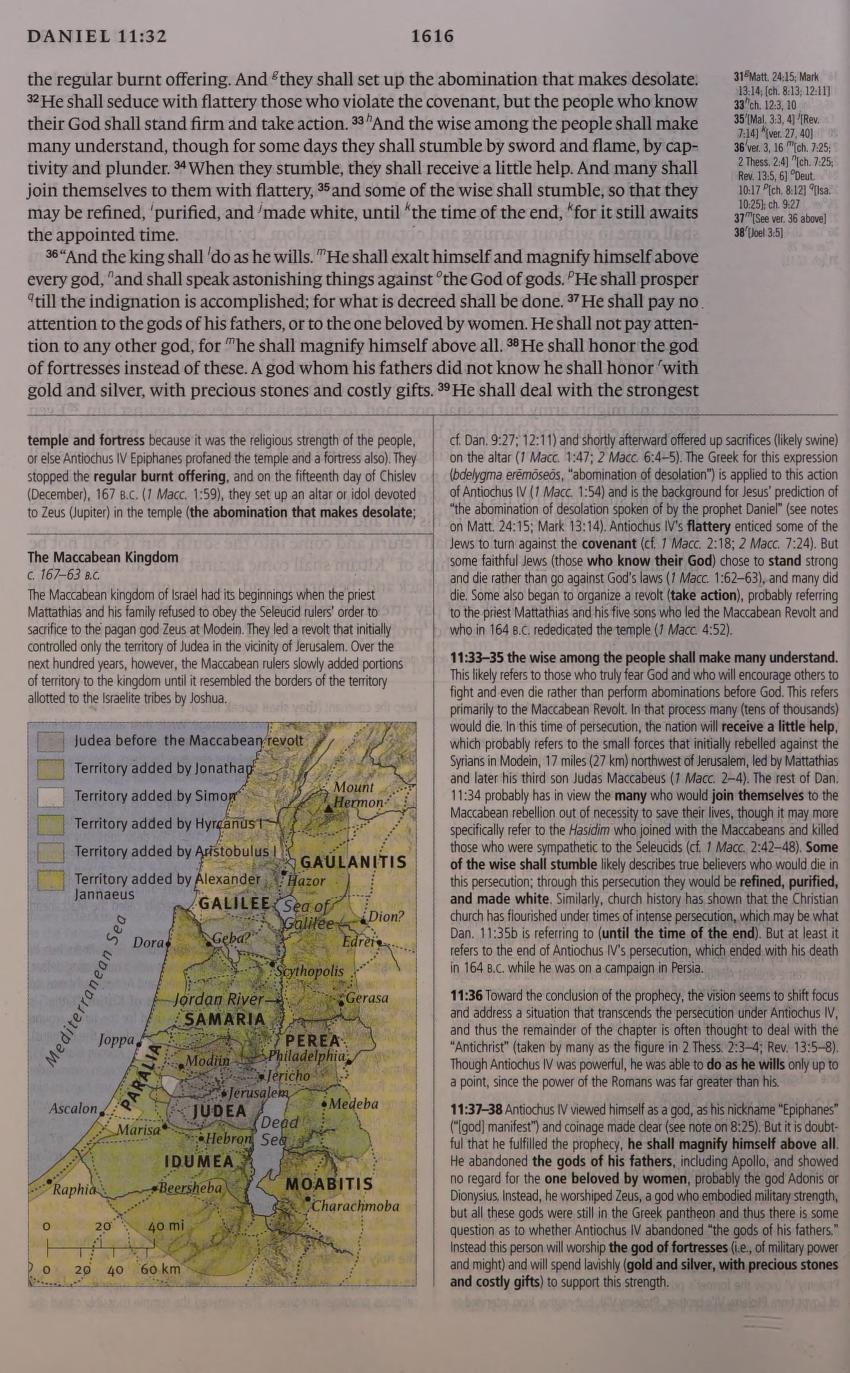 DANIEL 11:32
1616
the regular burnt offering. And gthey shall set up the abomination that makes desolate.
32He shall seduce with flattery those who violate the covenant, but the people who know
their God shall stand firm and take action. 33hAnd the wise among the people shall make
many understand, though for some days they shall stumble by sword and flame, by cap-
tivity and plunder. 34When they stumble, they shall receive a little help. And many shall
join themselves to them with flattery, 35and some of the wise shall stumble, so that they
may be refined, ipurified, and jmade white, until kthe time of the end, kfor it still awaits
the appointed time.
36“And the king shall ldo as he wills. mHe shall exalt himself and magnify himself above
every god, nand shall speak astonishing things against othe God of gods. pHe shall prosper
qtill the indignation is accomplished; for what is decreed shall be done. 37He shall pay no
attention to the gods of his fathers, or to the one beloved by women. He shall not pay atten-
tion to any other god, for mhe shall magnify himself above all. 38He shall honor the god
of fortresses instead of these. A god whom his fathers did not know he shall honor rwith
gold and silver, with precious stones and costly gifts. 39He shall deal with the strongest
31gMatt. 24:15; Mark
13:14; [ch. 8:13; 12:11]
33hch. 12:3, 10
35i[Mal. 3:3, 4] j[Rev.
7:14] k[ver. 27, 40]
36lver. 3, 16 m[ch. 7:25;
2 Thess. 2:4] n[ch. 7:25;
Rev. 13:5, 6] oDeut.
10:17 p[ch. 8:12] q[Isa.
10:25]; ch. 9:27
37m[See ver. 36 above]
38r[Joel 3:5]
temple and fortress because it was the religious strength of the people,
or else Antiochus IV Epiphanes profaned the temple and a fortress also). They
stopped the regular burnt offering, and on the fifteenth day of Chislev
(December), 167 B.C. (1 Macc. 1:59), they set up an altar or idol devoted
to Zeus (Jupiter) in the temple (the abomination that makes desolate;
The Maccabean Kingdom
c. 167–63 B.C.
The Maccabean kingdom of Israel had its beginnings when the priest
Mattathias and his family refused to obey the Seleucid rulers' order to
sacrifice to the pagan god Zeus at Modein. They led a revolt that initially
controlled only the territory of Judea in the vicinity of Jerusalem. Over the
next hundred years, however, the Maccabean rulers slowly added portions
of territory to the kingdom until it resembled the borders of the territory
allotted to the Israelite tribes by Joshua.
Judea before the Maccabean revolt
Territory added by Jonathan
Territory added by Simon
Territory added by Hyrcanus I
Territory added by Aristobulus I
Territory added by Alexander
Jannaeus
Mount
Hermon
GAULANITIS
Hazor
GALILEE
Sea of
Galilee
Dion?
Mediterranean Sea
Dora
Geba?
Edrei
Scythopolis
Jordan River
Gerasa
SAMARIA
Joppa
PEREA
PARALIA
Modiin
Philadelphia
Jericho
Jerusalem
Ascalon
JUDEA
Medeba
Marisa
Dead
Sea
Hebron
IDUMEA
Raphia
Beersheba
MOABITIS
Charachmoba
0 20 40 mi
0 20 40 60 km
cf. Dan. 9:27; 12:11) and shortly afterward offered up sacrifices (likely swine)
on the altar (1 Macc. 1:47; 2 Macc. 6:4–5). The Greek for this expression
(bdelygma erēmōseōs, “abomination of desolation”) is applied to this action
of Antiochus IV (1 Macc. 1:54) and is the background for Jesus' prediction of
“the abomination of desolation spoken of by the prophet Daniel” (see notes
on Matt. 24:15; Mark 13:14). Antiochus IV's flattery enticed some of the
Jews to turn against the covenant (cf. 1 Macc. 2:18; 2 Macc. 7:24). But
some faithful Jews (those who know their God) chose to stand strong
and die rather than go against God's laws (1 Macc. 1:62–63), and many did
die. Some also began to organize a revolt (take action), probably referring
to the priest Mattathias and his five sons who led the Maccabean Revolt and
who in 164 B.C. rededicated the temple (1 Macc. 4:52).
11:33–35 the wise among the people shall make many understand.
This likely refers to those who truly fear God and who will encourage others to
fight and even die rather than perform abominations before God. This refers
primarily to the Maccabean Revolt. In that process many (tens of thousands)
would die. In this time of persecution, the nation will receive a little help,
which probably refers to the small forces that initially rebelled against the
Syrians in Modein, 17 miles (27 km) northwest of Jerusalem, led by Mattathias
and later his third son Judas Maccabeus (1 Macc. 2–4). The rest of Dan.
11:34 probably has in view the many who would join themselves to the
Maccabean rebellion out of necessity to save their lives, though it may more
specifically refer to the Hasidim who joined with the Maccabeans and killed
those who were sympathetic to the Seleucids (cf. 1 Macc. 2:42–48). Some
of the wise shall stumble likely describes true believers who would die in
this persecution; through this persecution they would be refined, purified,
and made white. Similarly, church history has shown that the Christian
church has flourished under times of intense persecution, which may be what
Dan. 11:35b is referring to (until the time of the end). But at least it
refers to the end of Antiochus IV's persecution, which ended with his death
in 164 B.C. while he was on a campaign in Persia.
11:36 Toward the conclusion of the prophecy, the vision seems to shift focus
and address a situation that transcends the persecution under Antiochus IV,
and thus the remainder of the chapter is often thought to deal with the
“Antichrist” (taken by many as the figure in 2 Thess. 2:3–4; Rev. 13:5–8).
Though Antiochus IV was powerful, he was able to do as he wills only up to
a point, since the power of the Romans was far greater than his.
11:37–38 Antiochus IV viewed himself as a god, as his nickname “Epiphanes”
(“[god] manifest”) and coinage made clear (see note on 8:25). But it is doubt-
ful that he fulfilled the prophecy, he shall magnify himself above all.
He abandoned the gods of his fathers, including Apollo, and showed
no regard for the one beloved by women, probably the god Adonis or
Dionysius. Instead, he worshiped Zeus, a god who embodied military strength,
but all these gods were still in the Greek pantheon and thus there is some
question as to whether Antiochus IV abandoned “the gods of his fathers.”
Instead this person will worship the god of fortresses (i.e., of military power
and might) and will spend lavishly (gold and silver, with precious stones
and costly gifts) to support this strength.